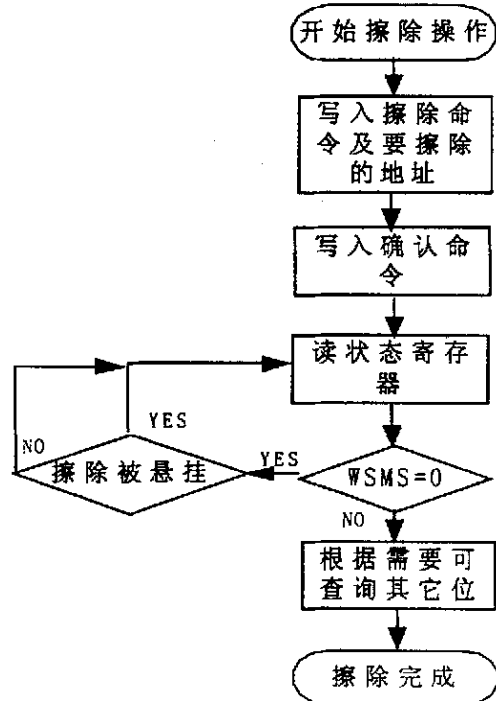 开始擦除操作
写入擦除命
令及要擦除
的地址
写入确认命
令
读状态寄存
器
YES
NO
擦除被悬挂
YES
WSMS=0
NO
根据需要可
查询其它位
擦除完成